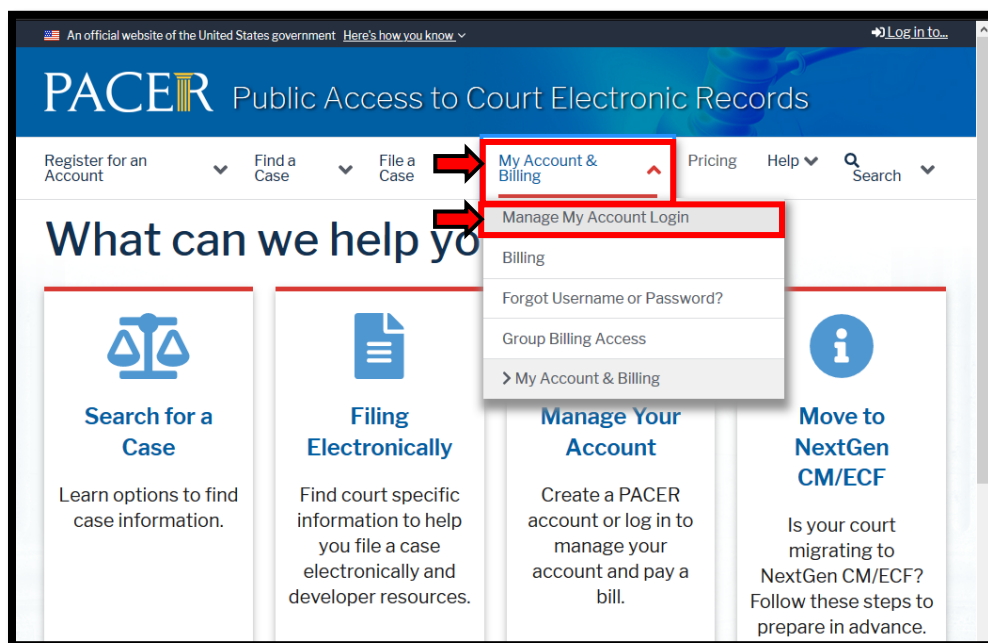 An official website of the United States government Here's how you know
Log in to...
PACER Public Access to Court Electronic Records
Register for an
Account
Find a
Case
File a
Case
My Account &
Billing
Pricing
Help
Search
What can we help yo
Manage My Account Login
Billing
Forgot Username or Password?
Group Billing Access
My Account & Billing
Search for a
Case
Learn options to find
case information.
Filing
Electronically
Find court specific
information to help
you file a case
electronically and
developer resources.
Manage Your
Account
Create a PACER
account or log in to
manage your
account and pay a
bill.
Move to
NextGen
CM/ECF
Is your court
migrating to
NextGen CM/ECF?
Follow these steps to
prepare in advance.